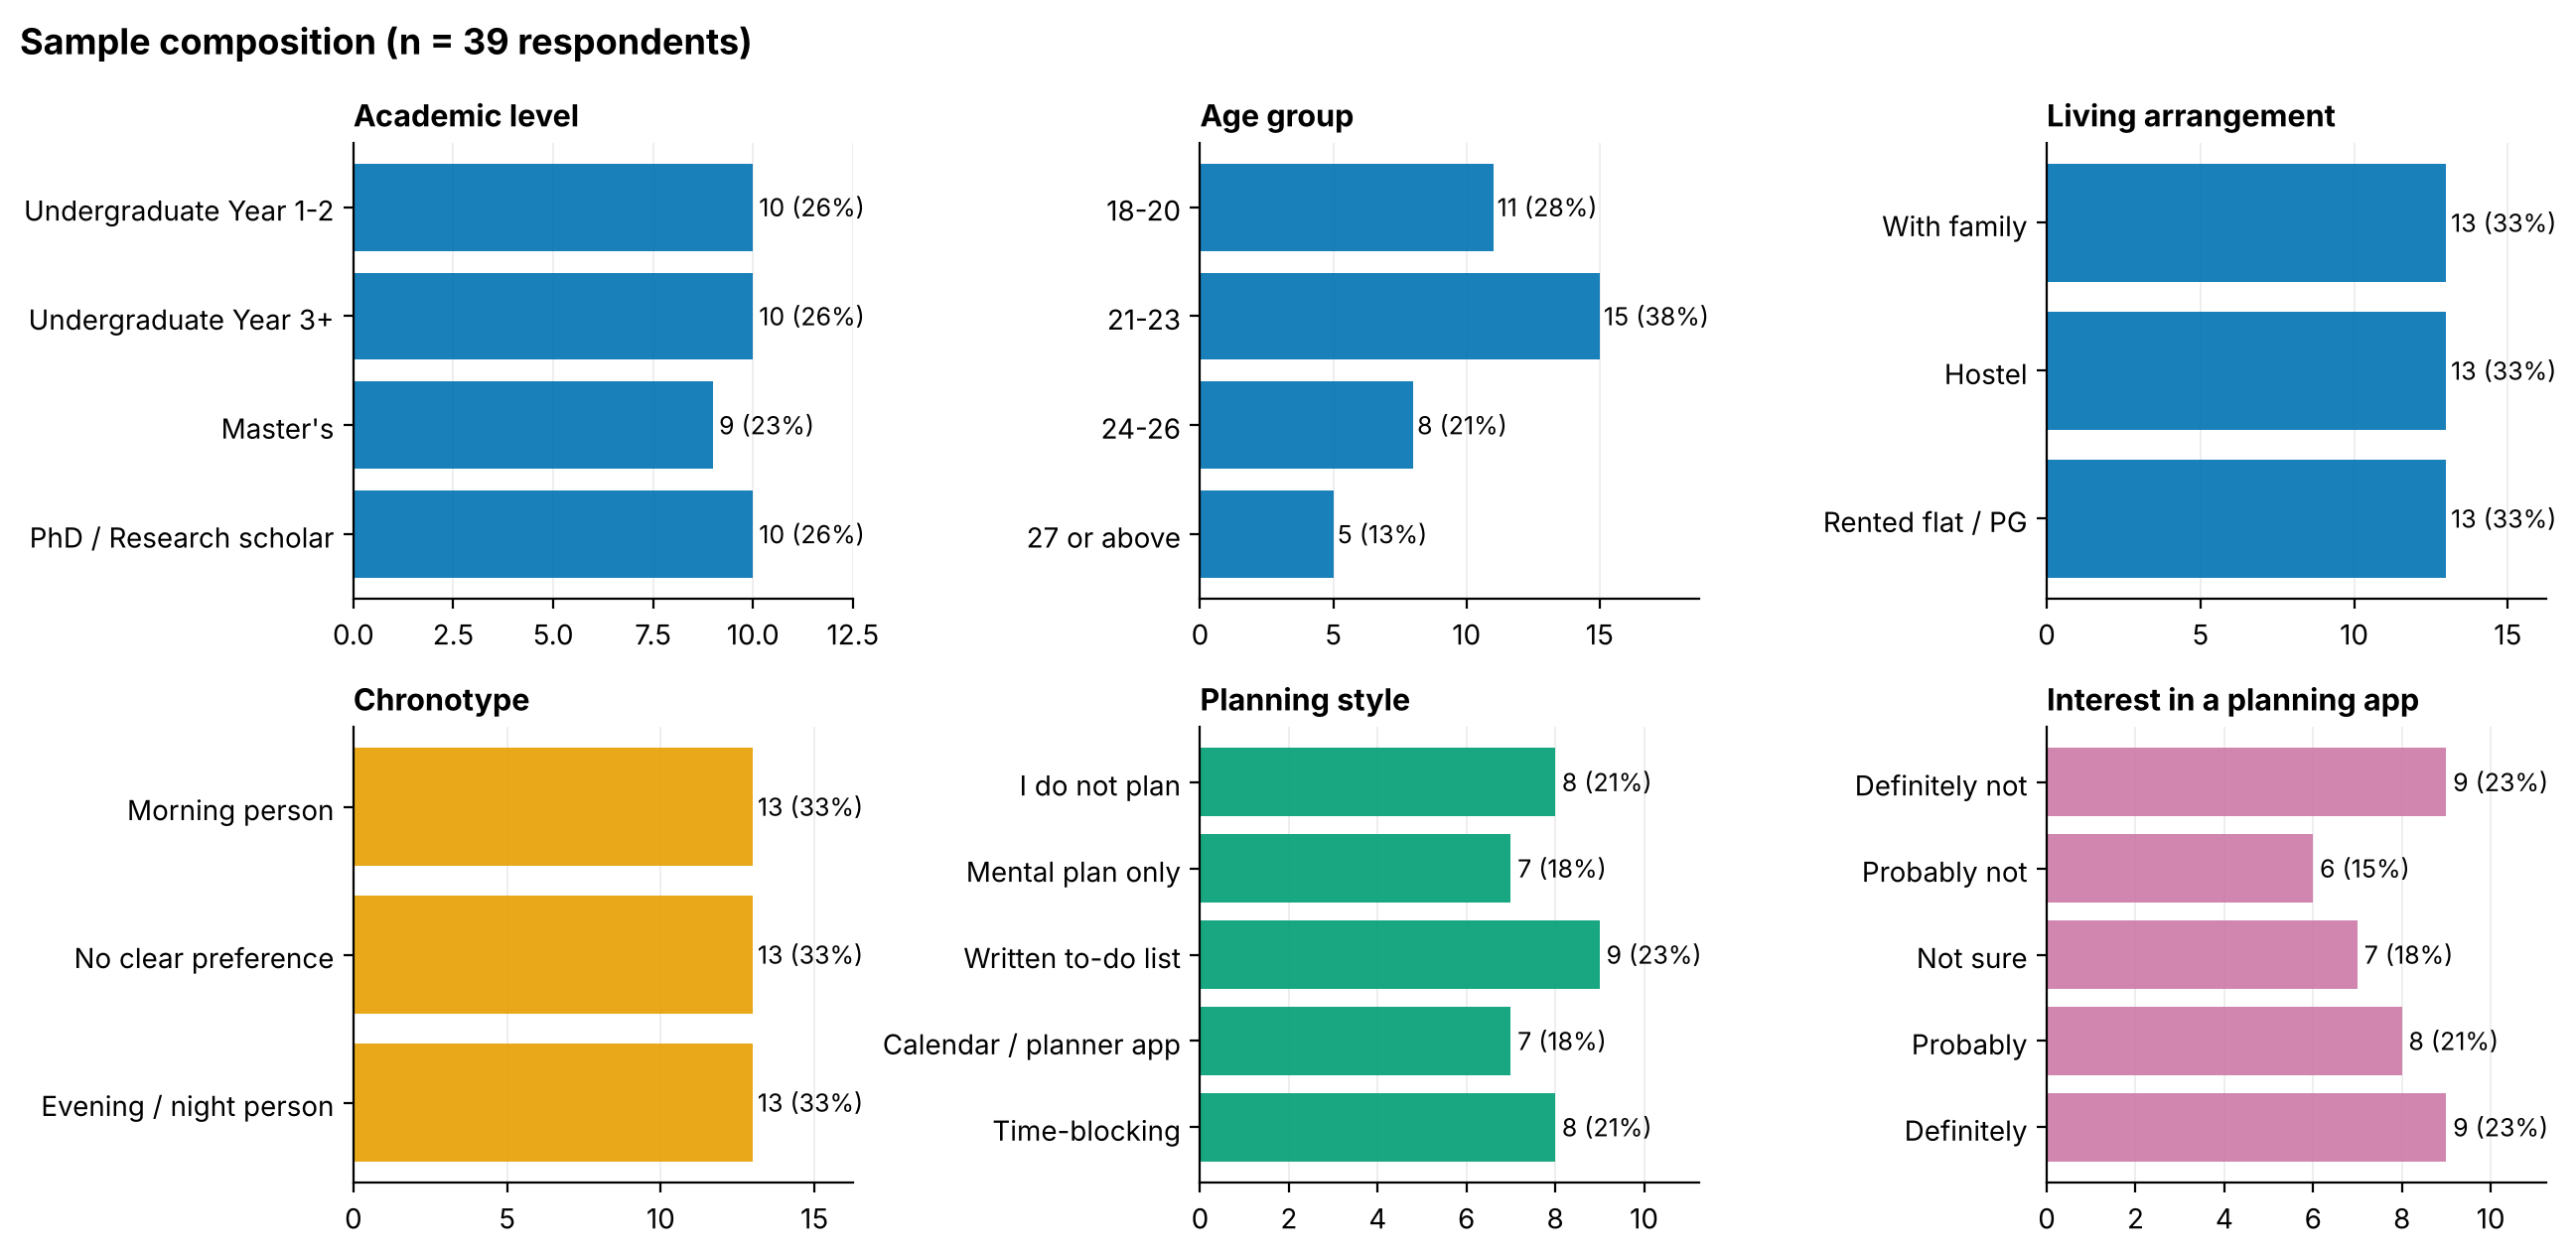 Sample composition (n = 39 respondents)
Academic level
Undergraduate Year 1-2
10 (26%)
Undergraduate Year 3+
10 (26%)
Master's
9 (23%)
PhD / Research scholar
10 (26%)
0.0 2.5 5.0 7.5 10.0 12.5
Age group
18-20
11 (28%)
21-23
15 (38%)
24-26
8 (21%)
27 or above
5 (13%)
0 5 10 15
Living arrangement
With family
13 (33%)
Hostel
13 (33%)
Rented flat / PG
13 (33%)
0 5 10 15
Chronotype
Morning person
13 (33%)
No clear preference
13 (33%)
Evening / night person
13 (33%)
0 5 10 15
Planning style
I do not plan
8 (21%)
Mental plan only
7 (18%)
Written to-do list
9 (23%)
Calendar / planner app
7 (18%)
Time-blocking
8 (21%)
0 2 4 6 8 10
Interest in a planning app
Definitely not
9 (23%)
Probably not
6 (15%)
Not sure
7 (18%)
Probably
8 (21%)
Definitely
9 (23%)
0 2 4 6 8 10